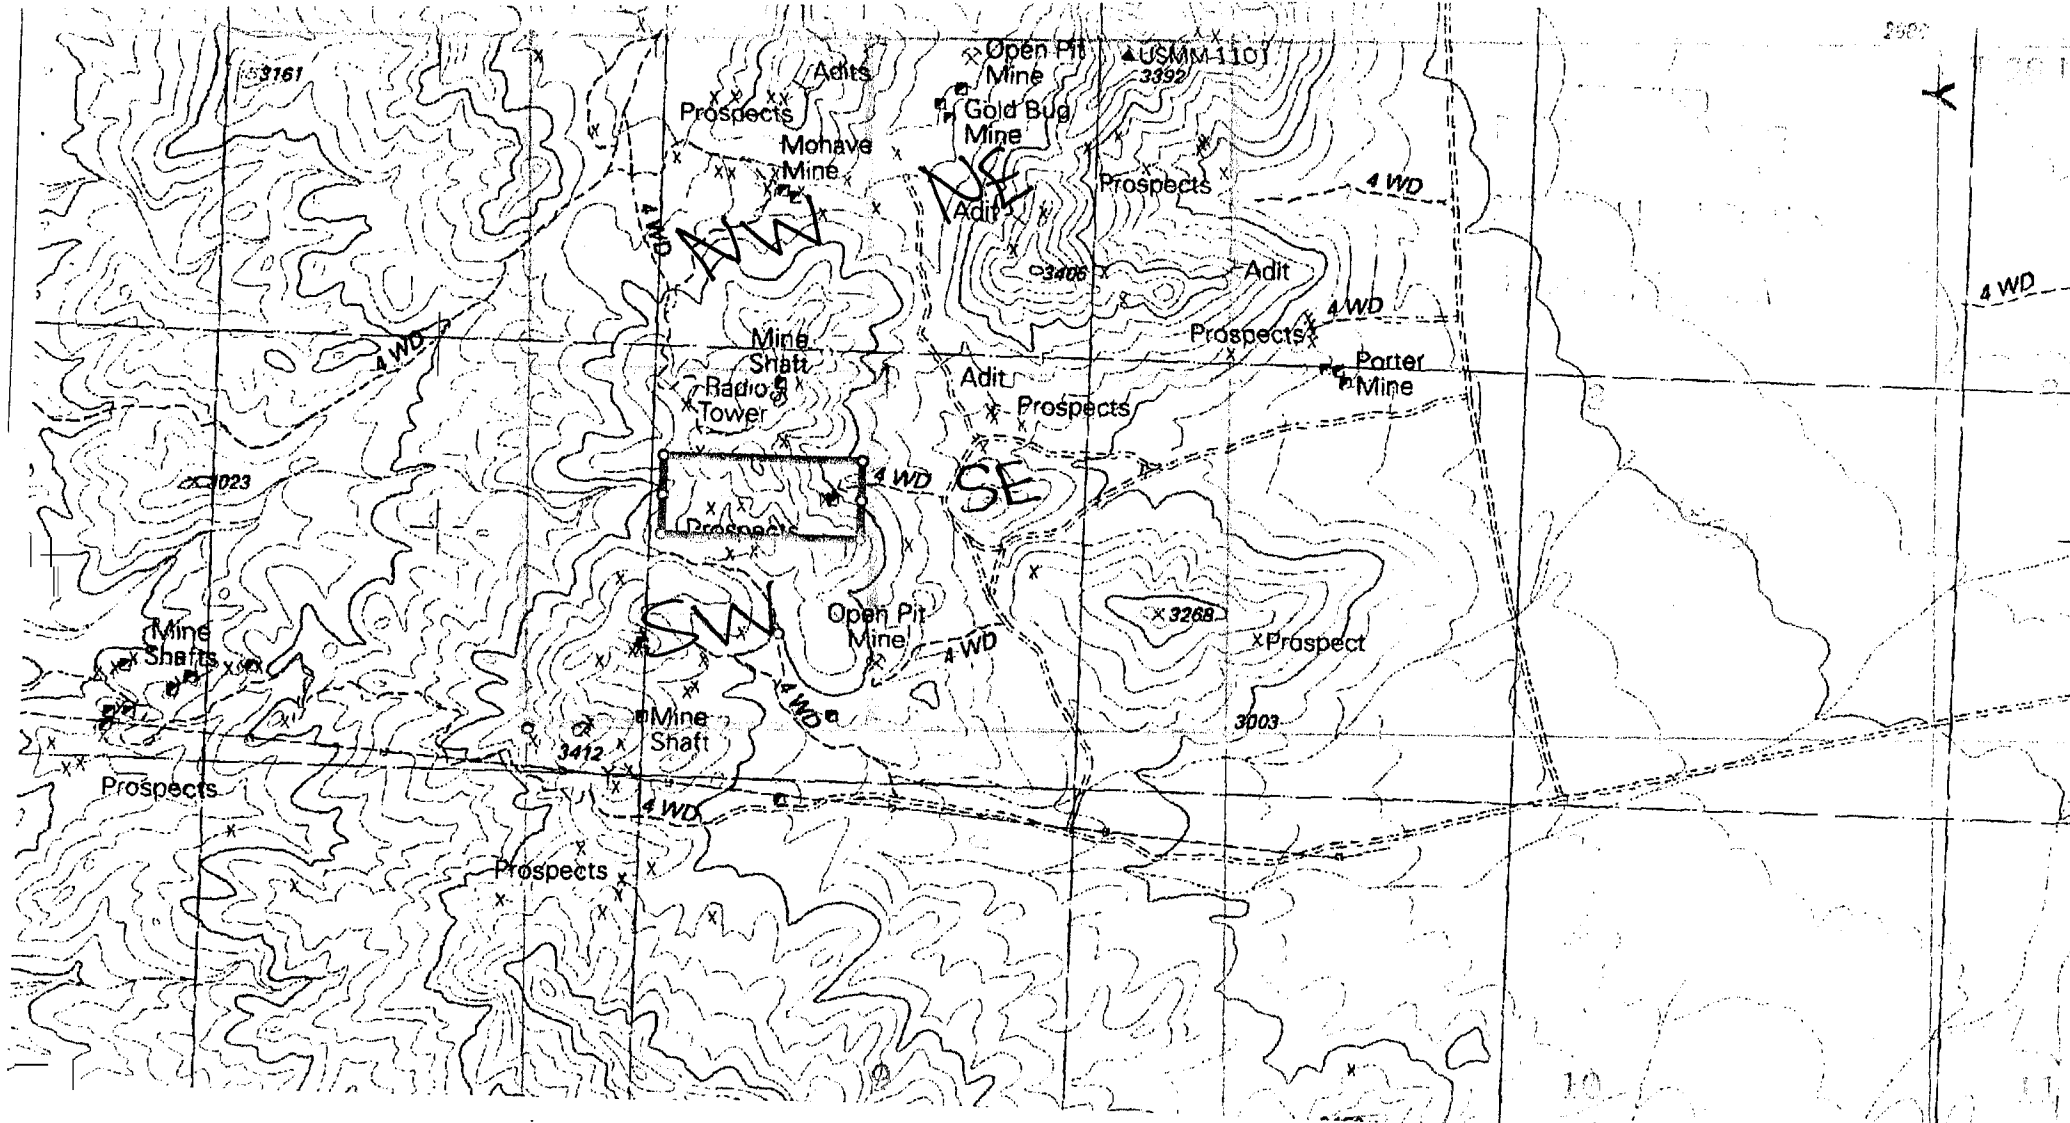 3161
Adits
Prospects
Mohave
Mine
Open Pit
Mine
Gold Bug
Mine
USMM 1101
3392
Prospects
4 WD
4 WD
NW
NE
Adit
3406
Adit
4 WD
4 WD
4 WD
Mine
Shaft
Radio
Tower
Adit
Prospects
Prospects
Porter
Mine
3023
4 WD
SE
Prospects
Mine
Shafts
SW
Open Pit
Mine
4 WD
3268
Prospect
4 WD
Mine
Shaft
3412
3003
Prospects
4 WD
Prospects
10
11